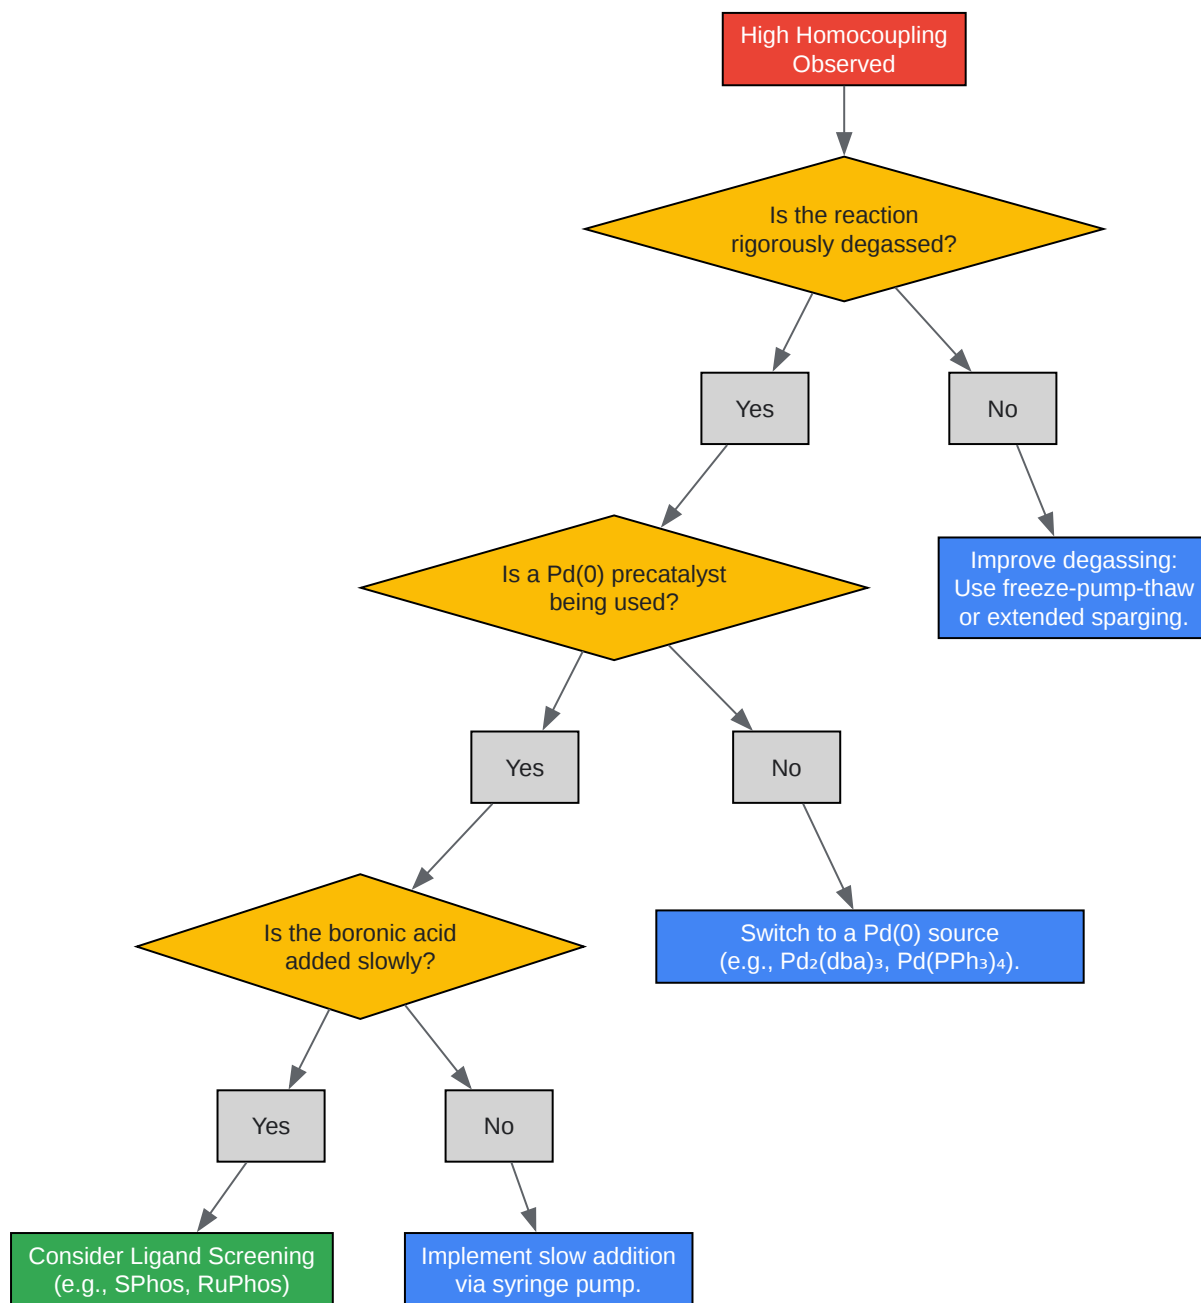 High Homocoupling
Observed
Is the reaction
rigorously degassed?
Yes
No
Is a Pd(0) precatalyst
being used?
Improve degassing:
Use freeze-pump-thaw
or extended sparging.
Yes
No
Is the boronic acid
added slowly?
Switch to a Pd(0) source
(e.g., Pd₂(dba)₃, Pd(PPh₃)₄).
Yes
No
Consider Ligand Screening
(e.g., SPhos, RuPhos)
Implement slow addition
via syringe pump.